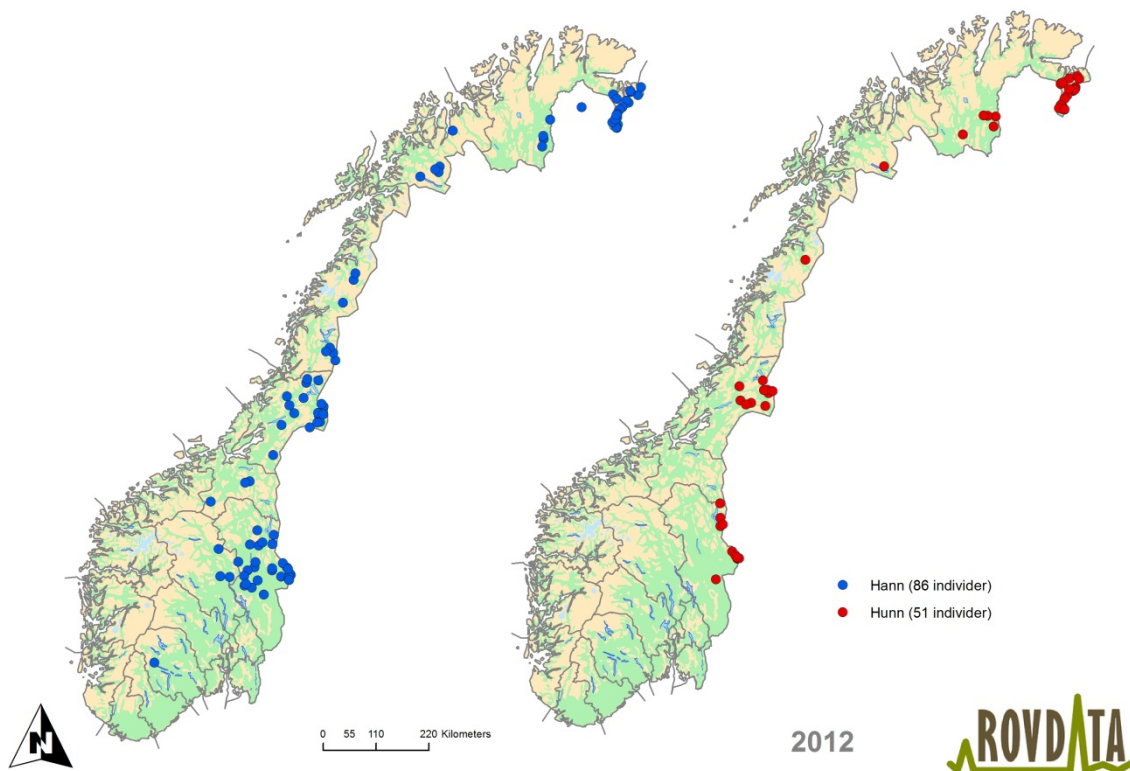 Hann (86 individer)
Hunn (51 individer)
N
0 55 110 220 Kilometers
2012
ROVDATA